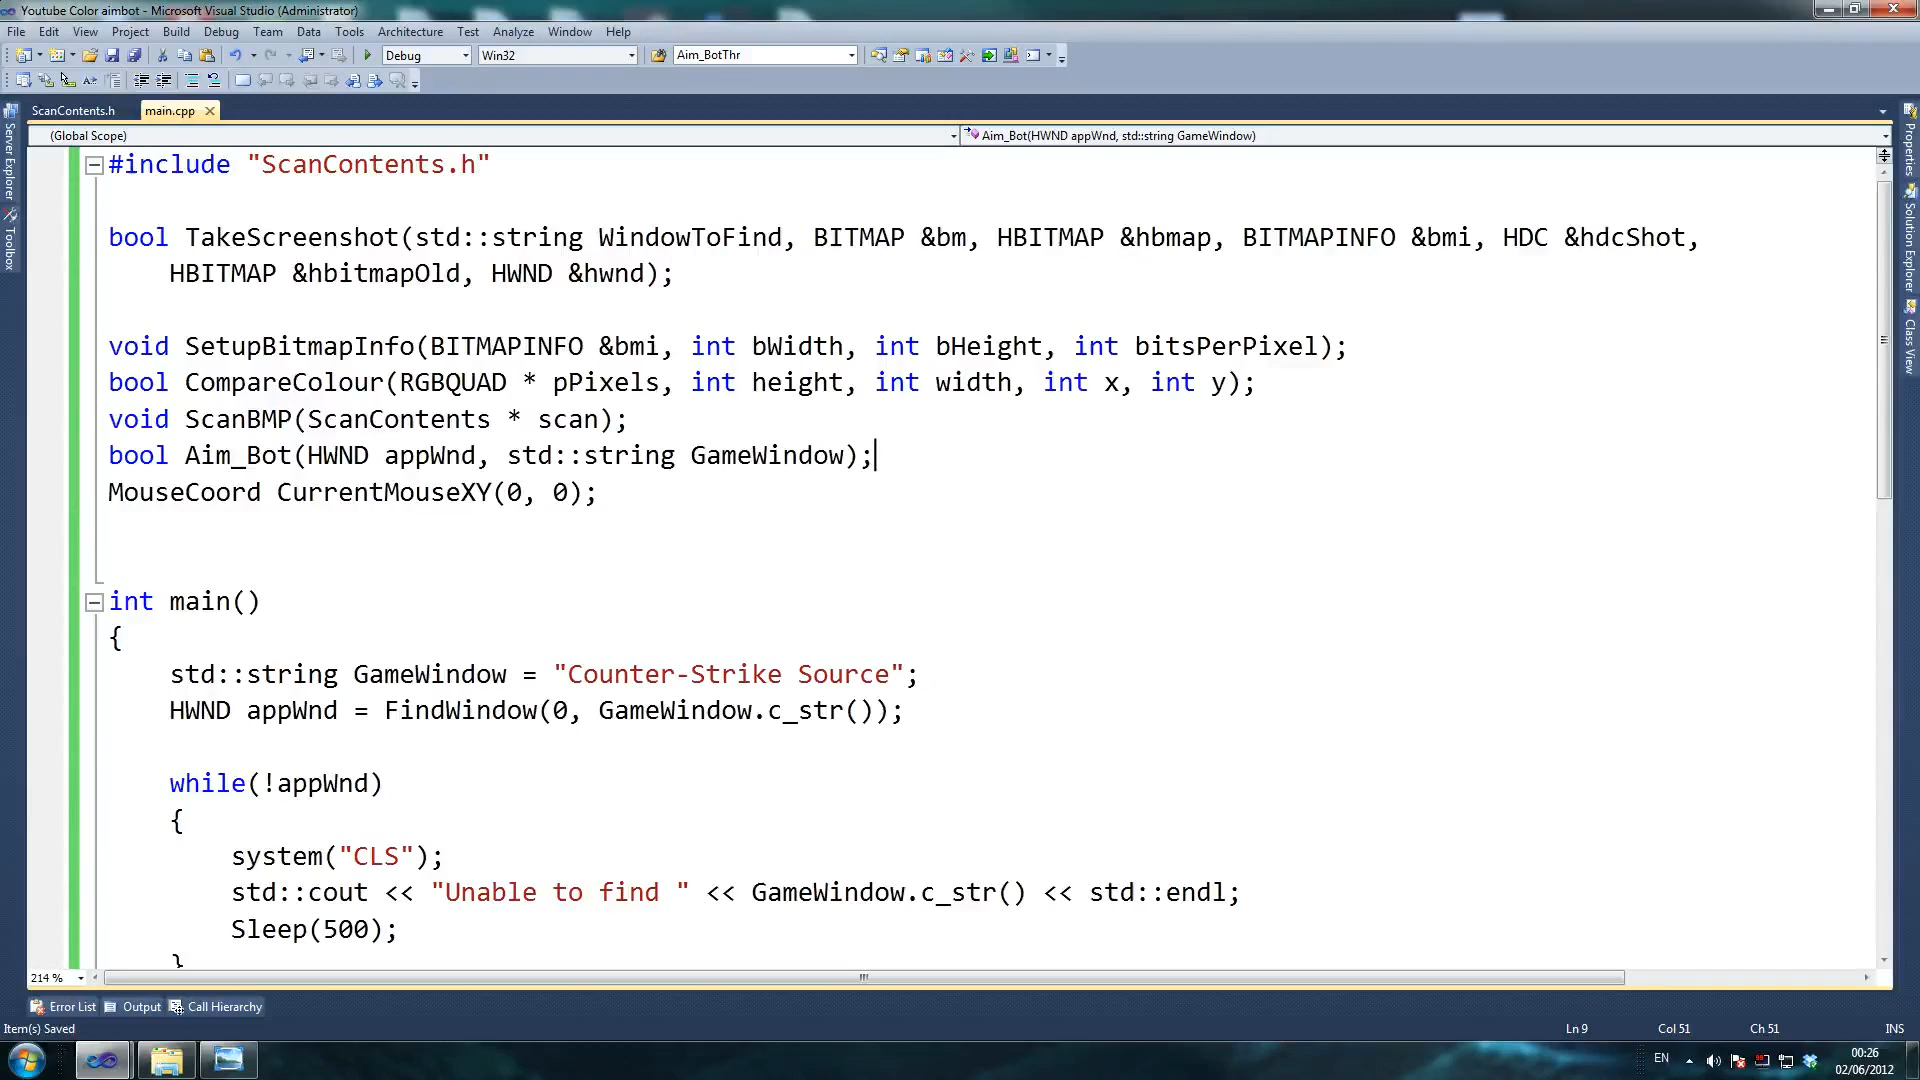 Youtube Color aimbot - Microsoft Visual Studio (Administrator)
File Edit View Project Build Debug Team Data Tools Architecture Test Analyze Window Help
Debug Win32 Aim_BotThr
ScanContents.h main.cpp
(Global Scope) Aim_Bot(HWND appWnd, std::string GameWindow)
#include "ScanContents.h"
bool TakeScreenshot(std::string WindowToFind, BITMAP &bm, HBITMAP &hbmap, BITMAPINFO &bmi, HDC &hdcShot,
HBITMAP &hbitmapOld, HWND &hwnd);
void SetupBitmapInfo(BITMAPINFO &bmi, int bWidth, int bHeight, int bitsPerPixel);
bool CompareColour(RGBQUAD * pPixels, int height, int width, int x, int y);
void ScanBMP(ScanContents * scan);
bool Aim_Bot(HWND appWnd, std::string GameWindow);
MouseCoord CurrentMouseXY(0, 0);
int main()
{
std::string GameWindow = "Counter-Strike Source";
HWND appWnd = FindWindow(0, GameWindow.c_str());
while(!appWnd)
{
system("CLS");
std::cout << "Unable to find " << GameWindow.c_str() << std::endl;
Sleep(500);
}
214 %
Error List Output Call Hierarchy
Item(s) Saved Ln 9 Col 51 Ch 51 INS
EN 00:26
02/06/2012
Server Explorer
Toolbox
Properties
Solution Explorer
Class View